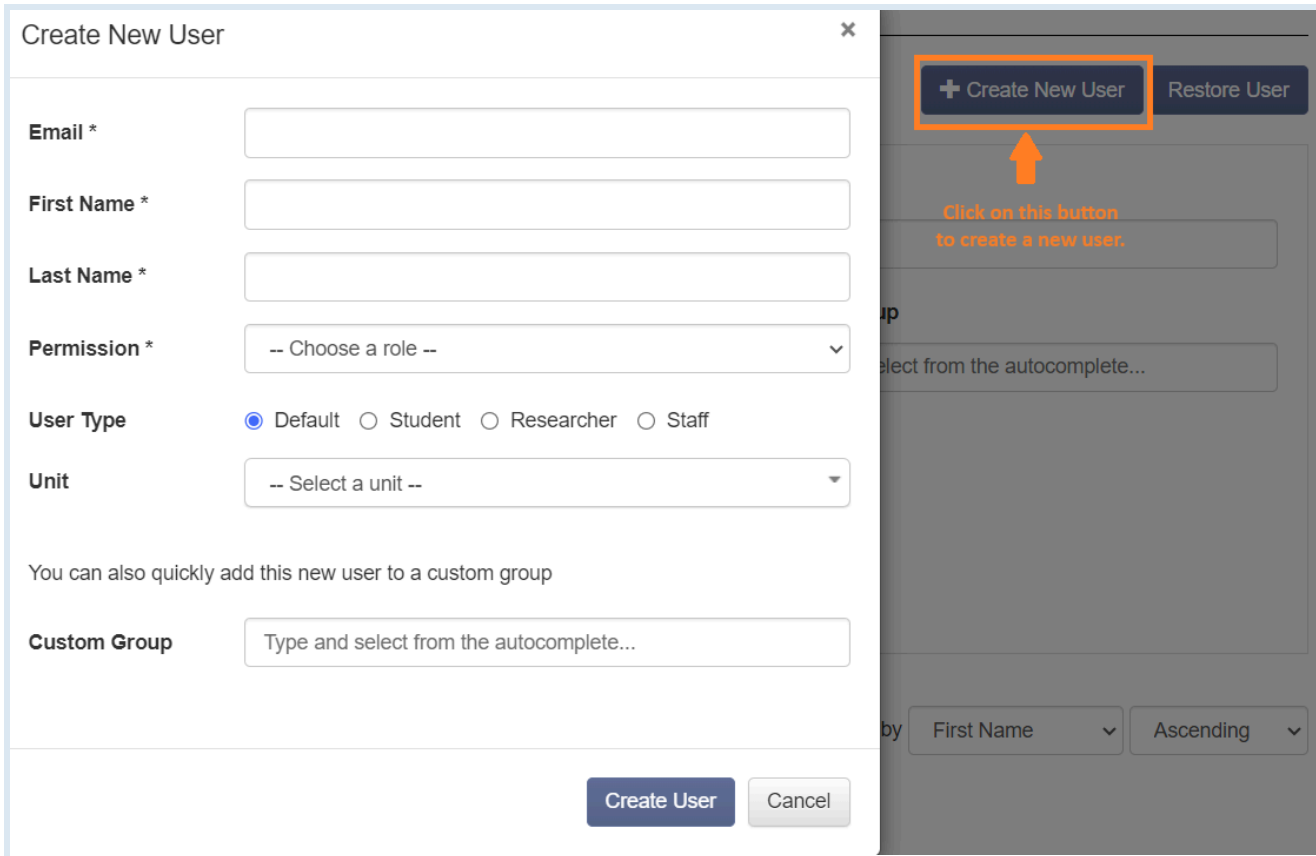 Create New User ×
Email *
First Name *
Last Name *
Permission * -- Choose a role --
User Type Default Student Researcher Staff
Unit -- Select a unit --
You can also quickly add this new user to a custom group
Custom Group Type and select from the autocomplete...
Create User Cancel
+ Create New User Restore User
Click on this button
to create a new user.
up
elect from the autocomplete...
by First Name Ascending